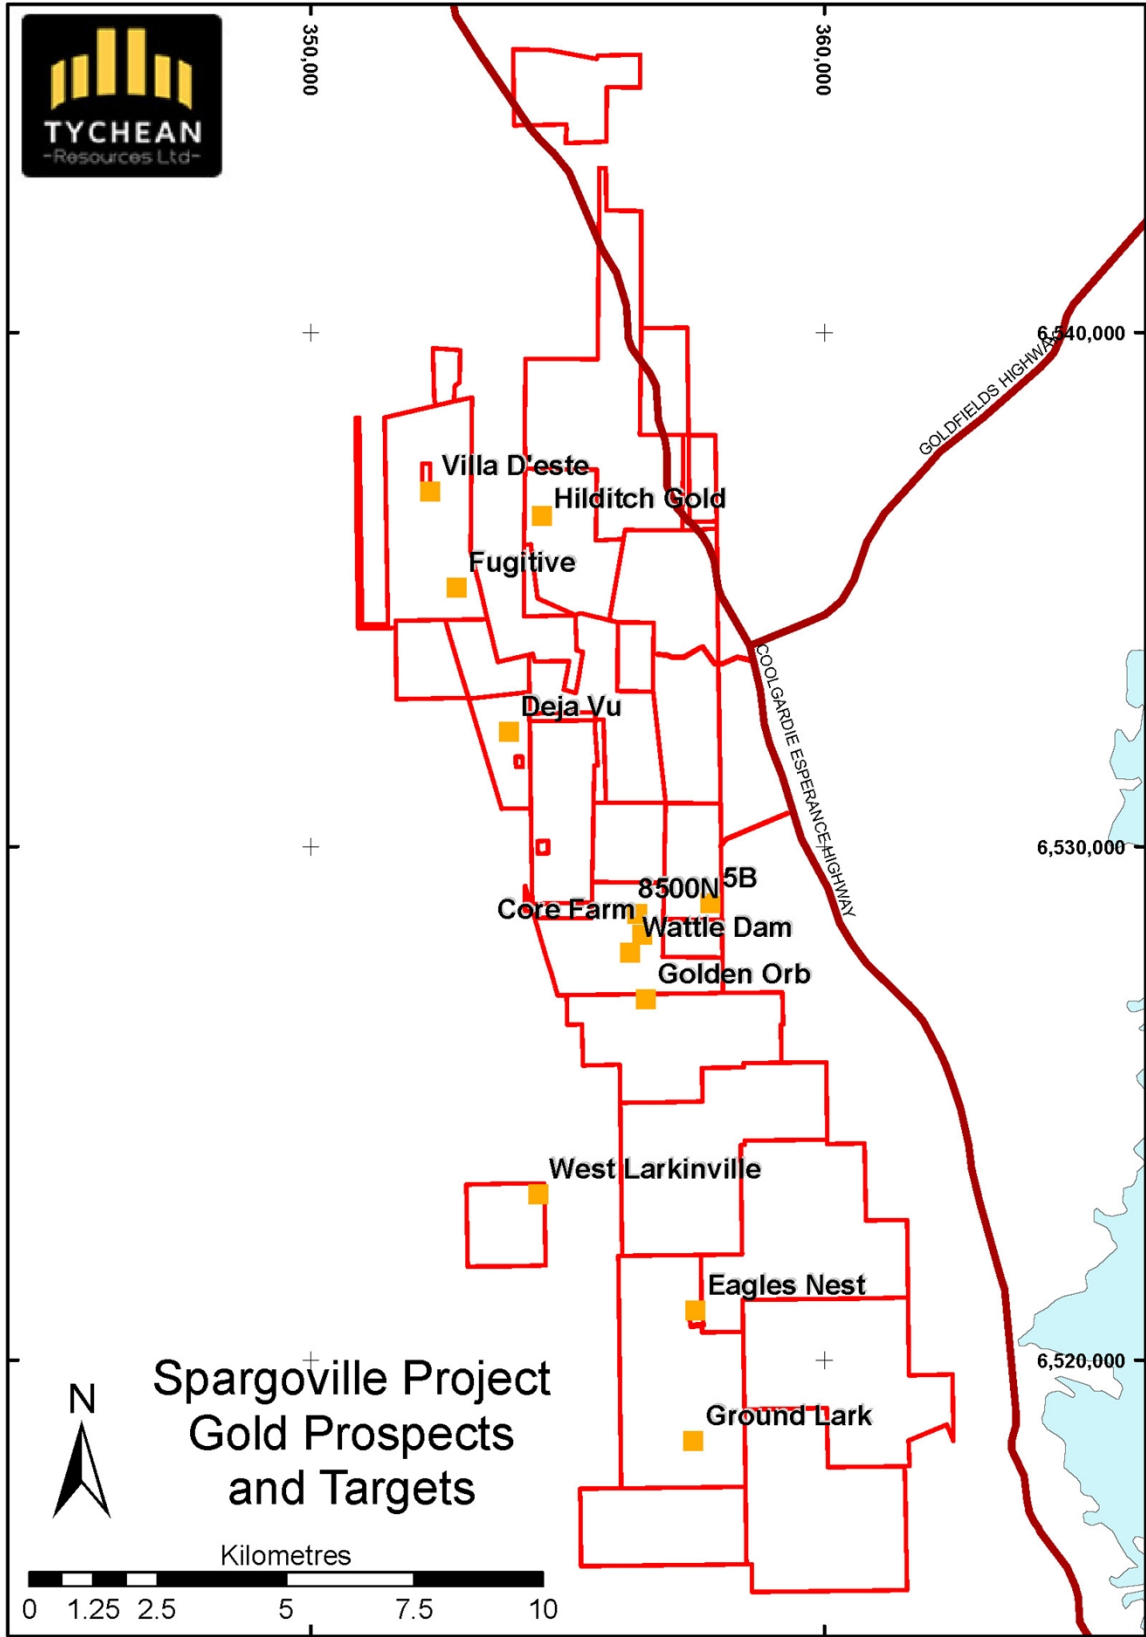 TYCHEAN
-Resources Ltd-
350,000
360,000
6,540,000
GOLDFIELDS HIGHWAY
Villa D'este
Hilditch Gold
Fugitive
COOLGARDIE ESPERANCE HIGHWAY
Deja Vu
6,530,000
5B
8500N
Core Farm
Wattle Dam
Golden Orb
West Larkinville
Eagles Nest
6,520,000
Ground Lark
N
Spargoville Project
Gold Prospects
and Targets
Kilometres
0 1.25 2.5 5 7.5 10